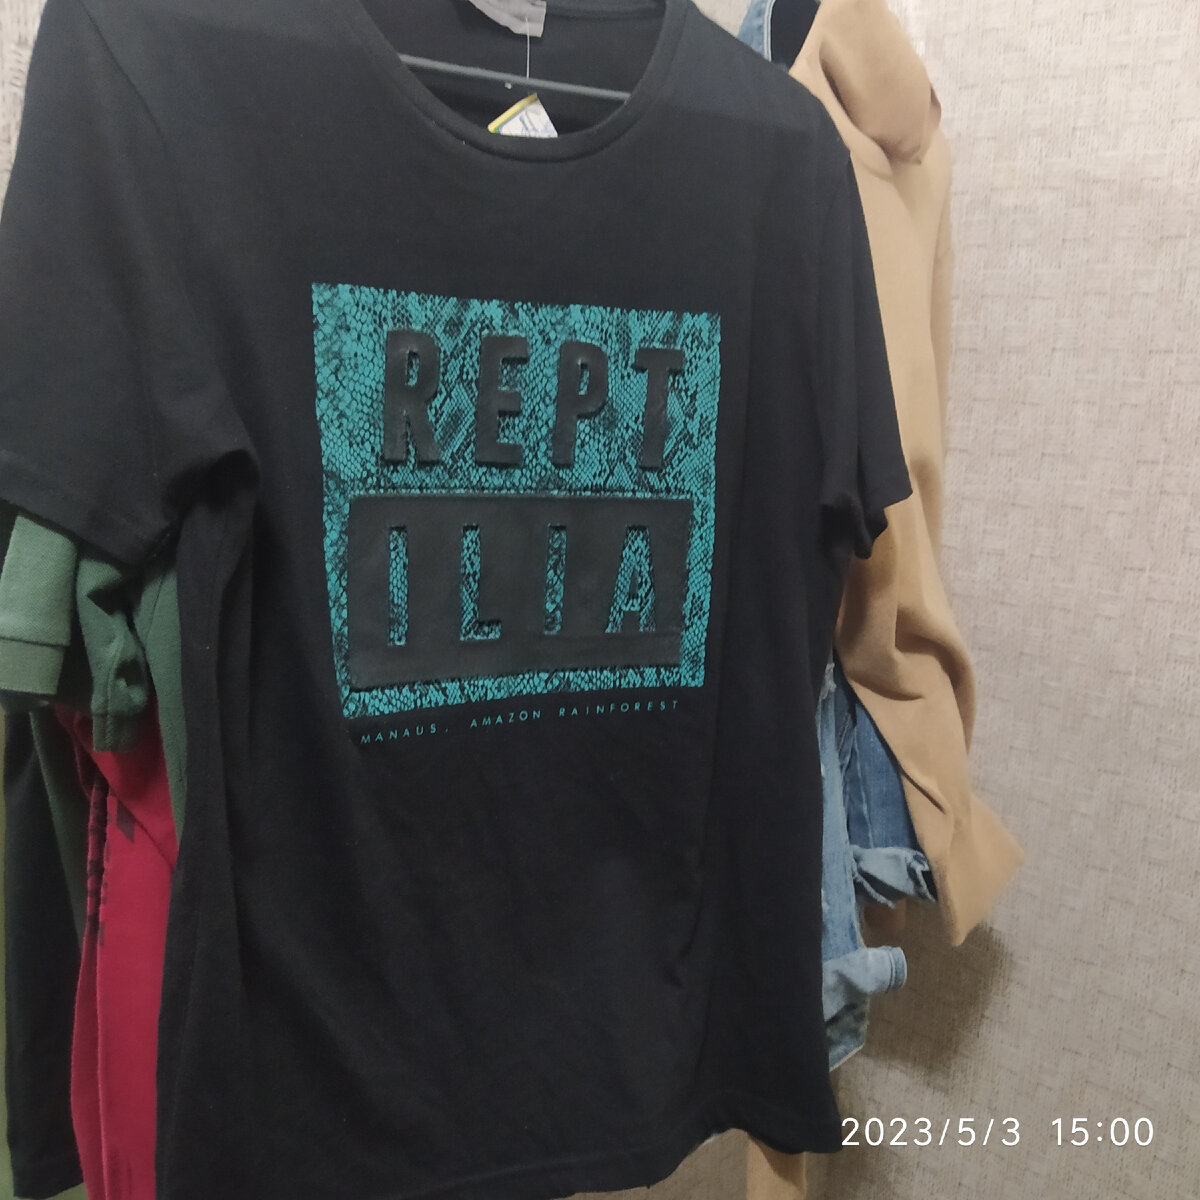 REPT
ILIA
MANAUS, AMAZON RAINFOREST
2023/5/3 15:00